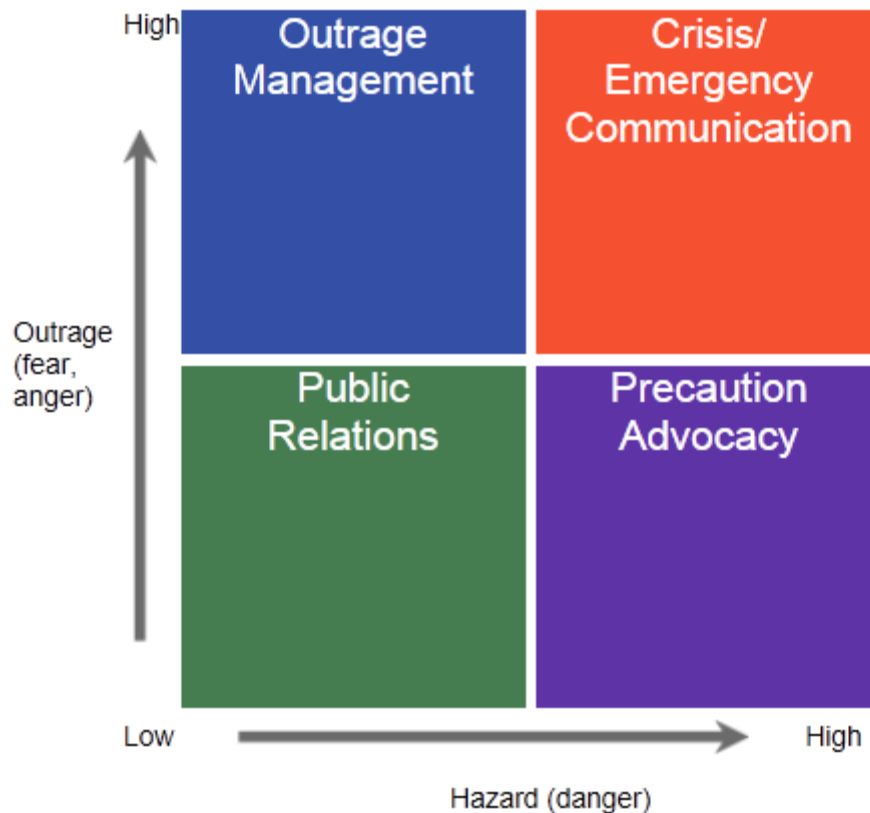 High
Outrage
Management
Crisis/
Emergency
Communication
Outrage
(fear,
anger)
Public
Relations
Precaution
Advocacy
Low
High
Hazard (danger)